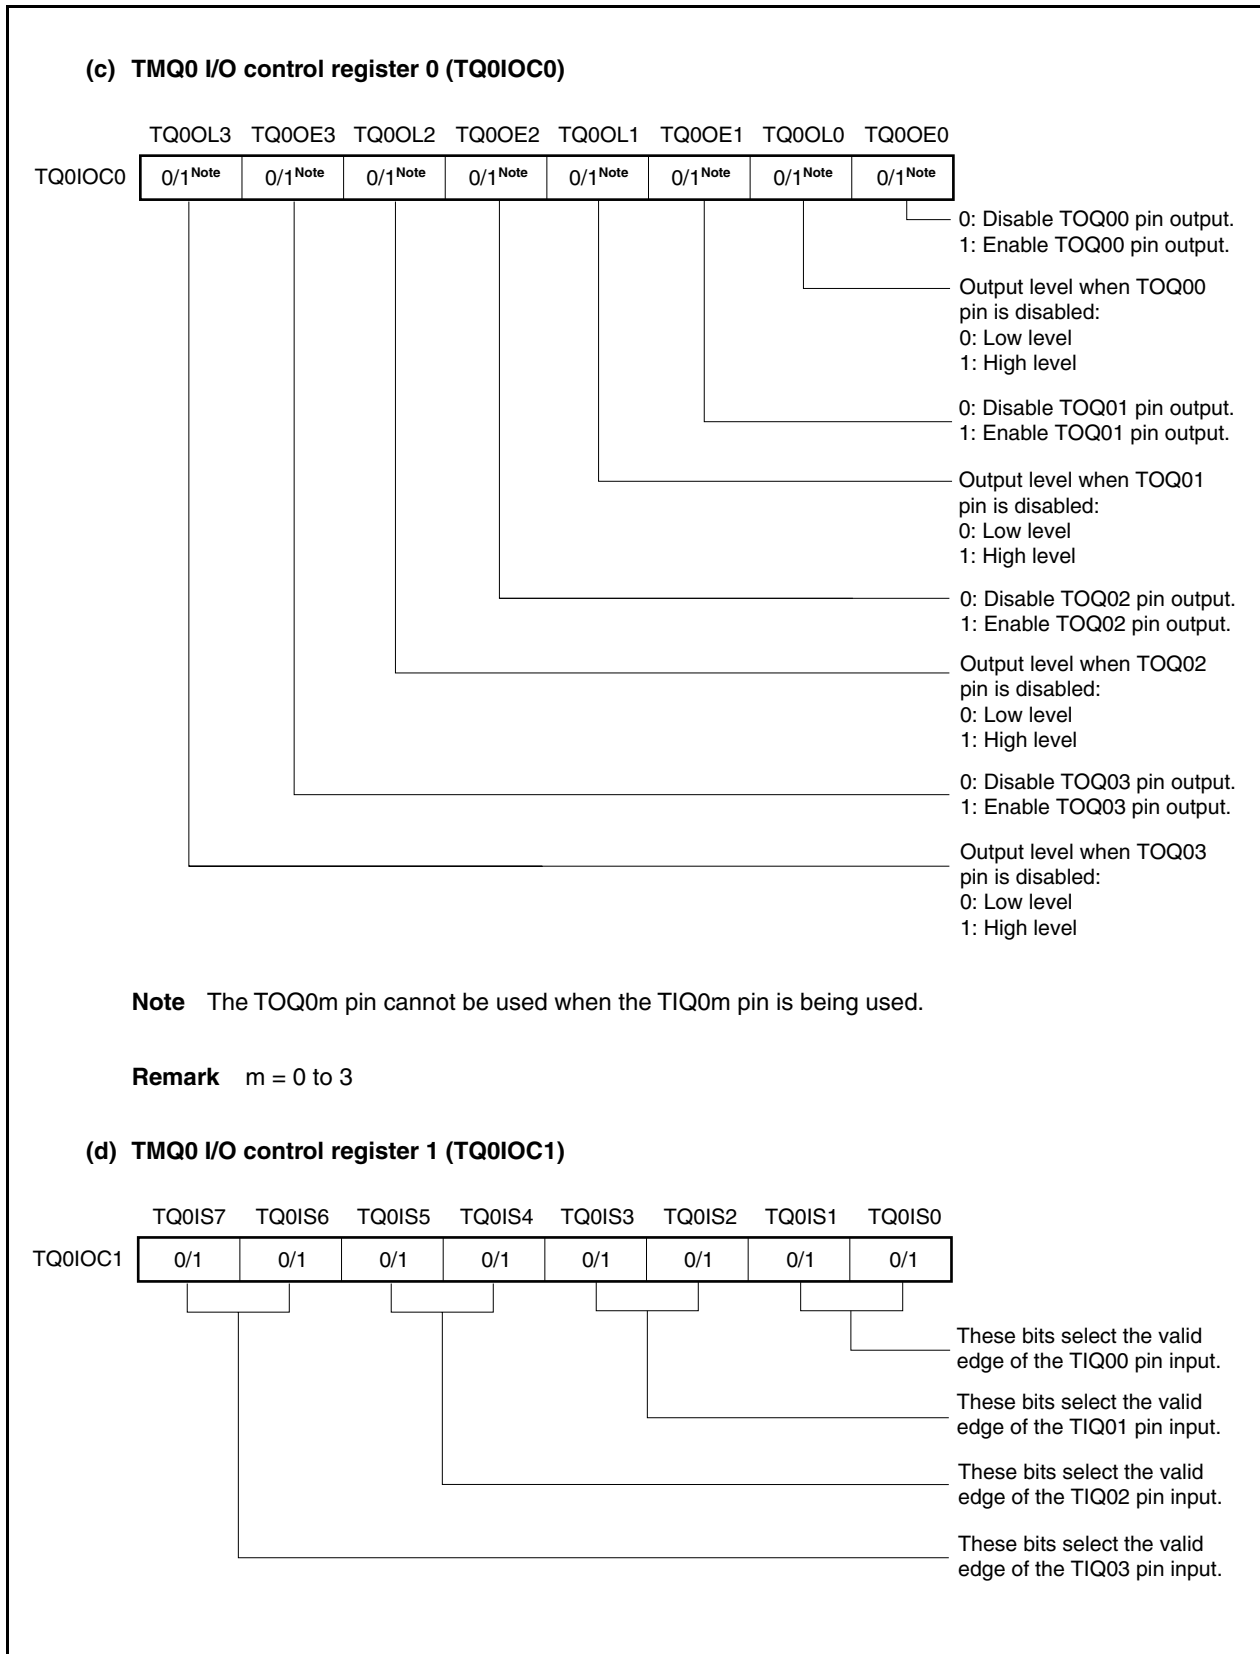 (c) TMQ0 I/O control register 0 (TQ0IOC0)
TQ0OL3 TQ0OE3 TQ0OL2 TQ0OE2 TQ0OL1 TQ0OE1 TQ0OL0 TQ0OE0
TQ0IOC0 0/1Note 0/1Note 0/1Note 0/1Note 0/1Note 0/1Note 0/1Note 0/1Note
0: Disable TOQ00 pin output.
1: Enable TOQ00 pin output.
Output level when TOQ00
pin is disabled:
0: Low level
1: High level
0: Disable TOQ01 pin output.
1: Enable TOQ01 pin output.
Output level when TOQ01
pin is disabled:
0: Low level
1: High level
0: Disable TOQ02 pin output.
1: Enable TOQ02 pin output.
Output level when TOQ02
pin is disabled:
0: Low level
1: High level
0: Disable TOQ03 pin output.
1: Enable TOQ03 pin output.
Output level when TOQ03
pin is disabled:
0: Low level
1: High level
Note The TOQ0m pin cannot be used when the TIQ0m pin is being used.
Remark m = 0 to 3
(d) TMQ0 I/O control register 1 (TQ0IOC1)
TQ0IS7 TQ0IS6 TQ0IS5 TQ0IS4 TQ0IS3 TQ0IS2 TQ0IS1 TQ0IS0
TQ0IOC1 0/1 0/1 0/1 0/1 0/1 0/1 0/1 0/1
These bits select the valid
edge of the TIQ00 pin input.
These bits select the valid
edge of the TIQ01 pin input.
These bits select the valid
edge of the TIQ02 pin input.
These bits select the valid
edge of the TIQ03 pin input.